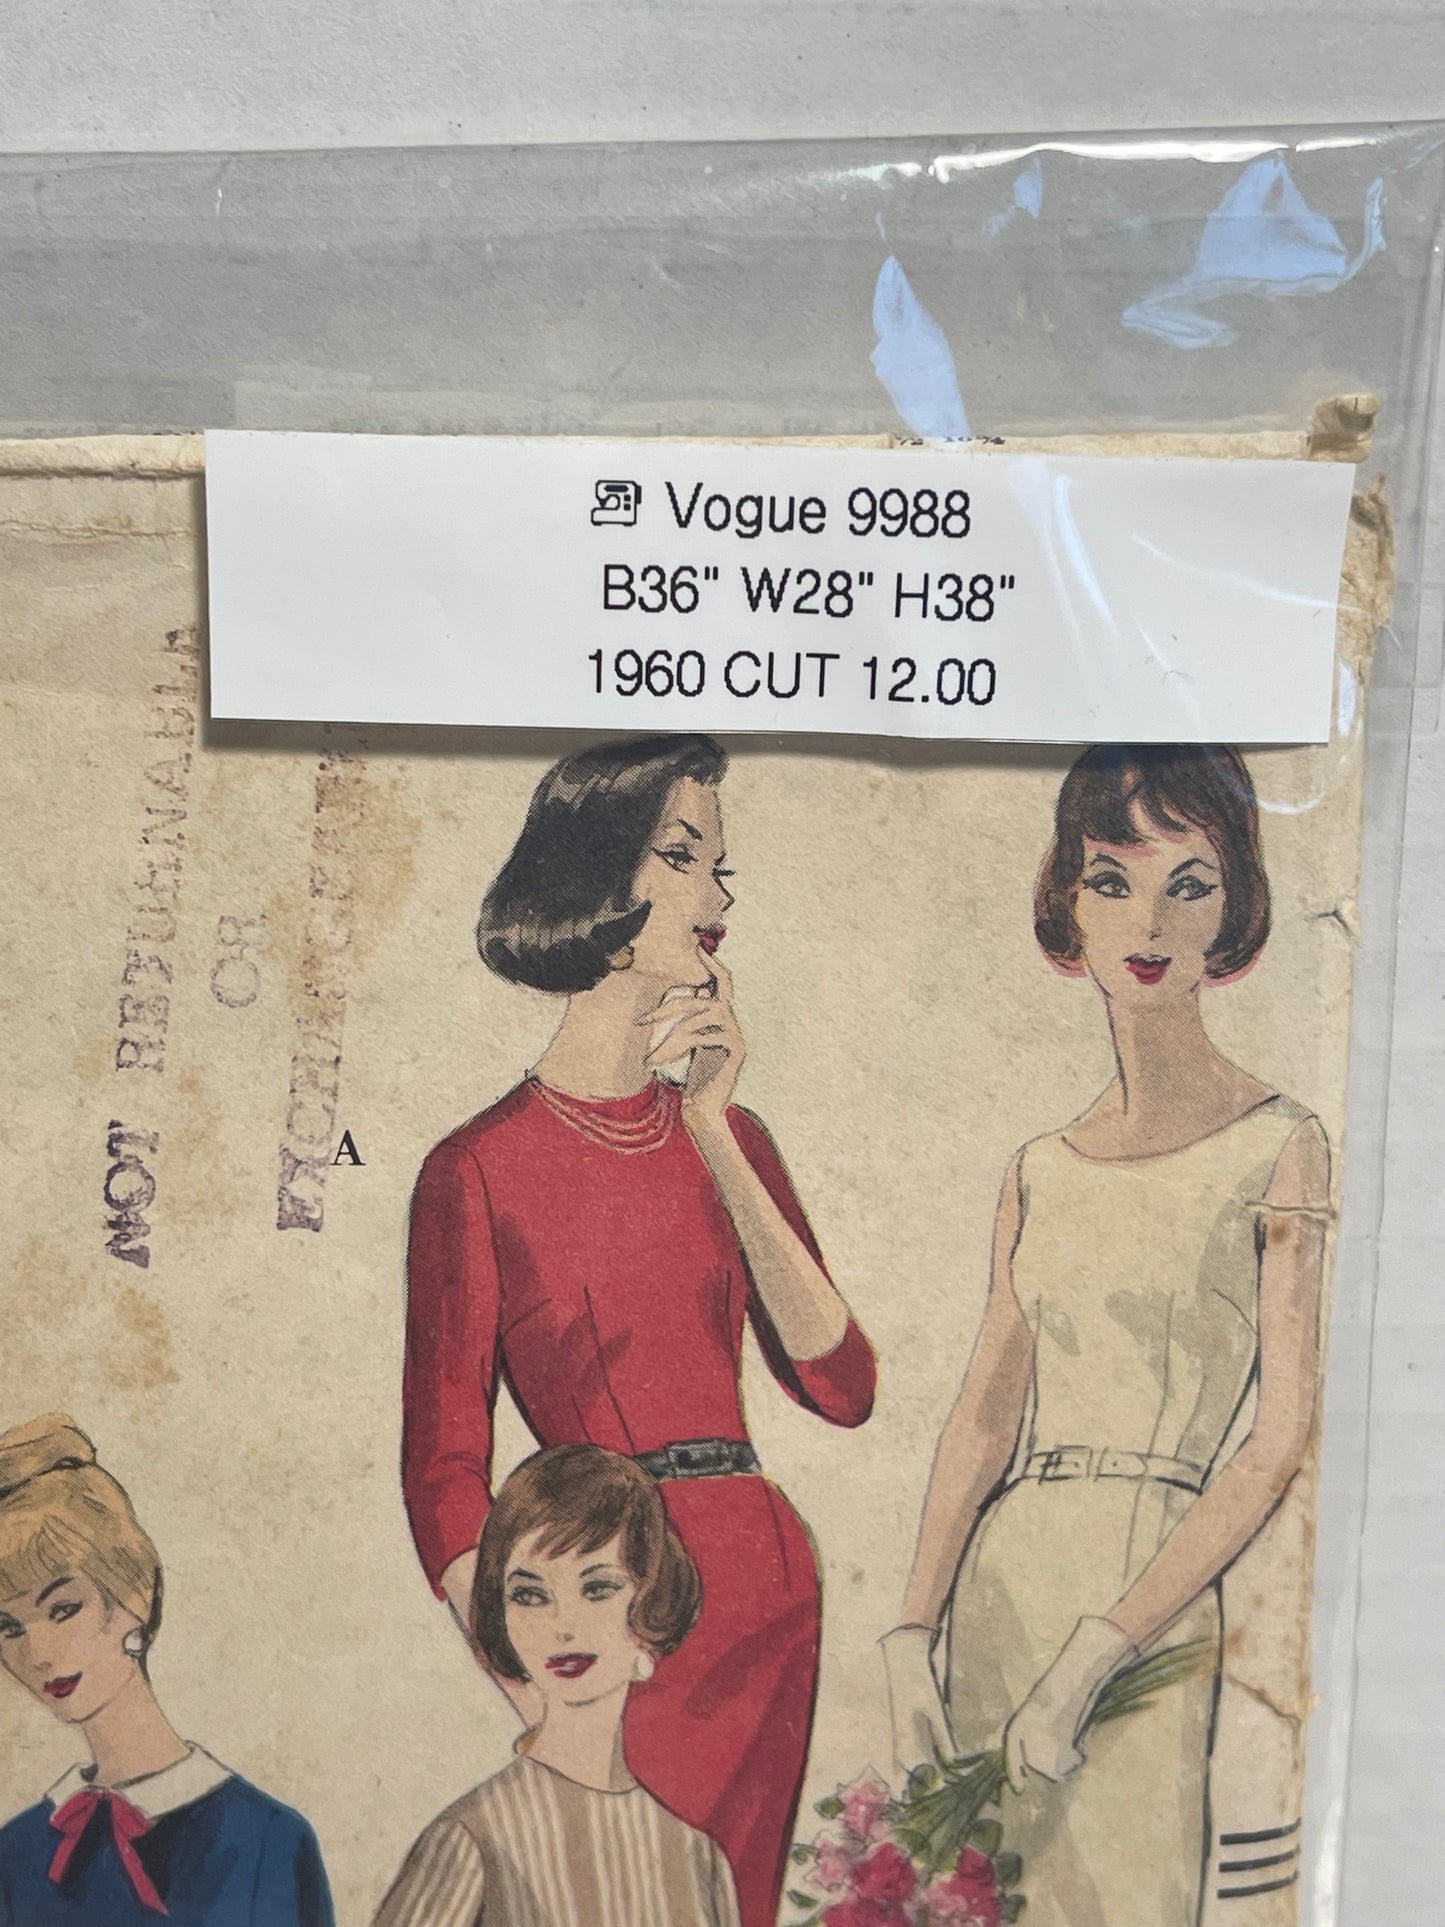 Vogue 9988
B36" W28" H38"
1960 CUT 12.00
NOT RETURNABLE
OR
A